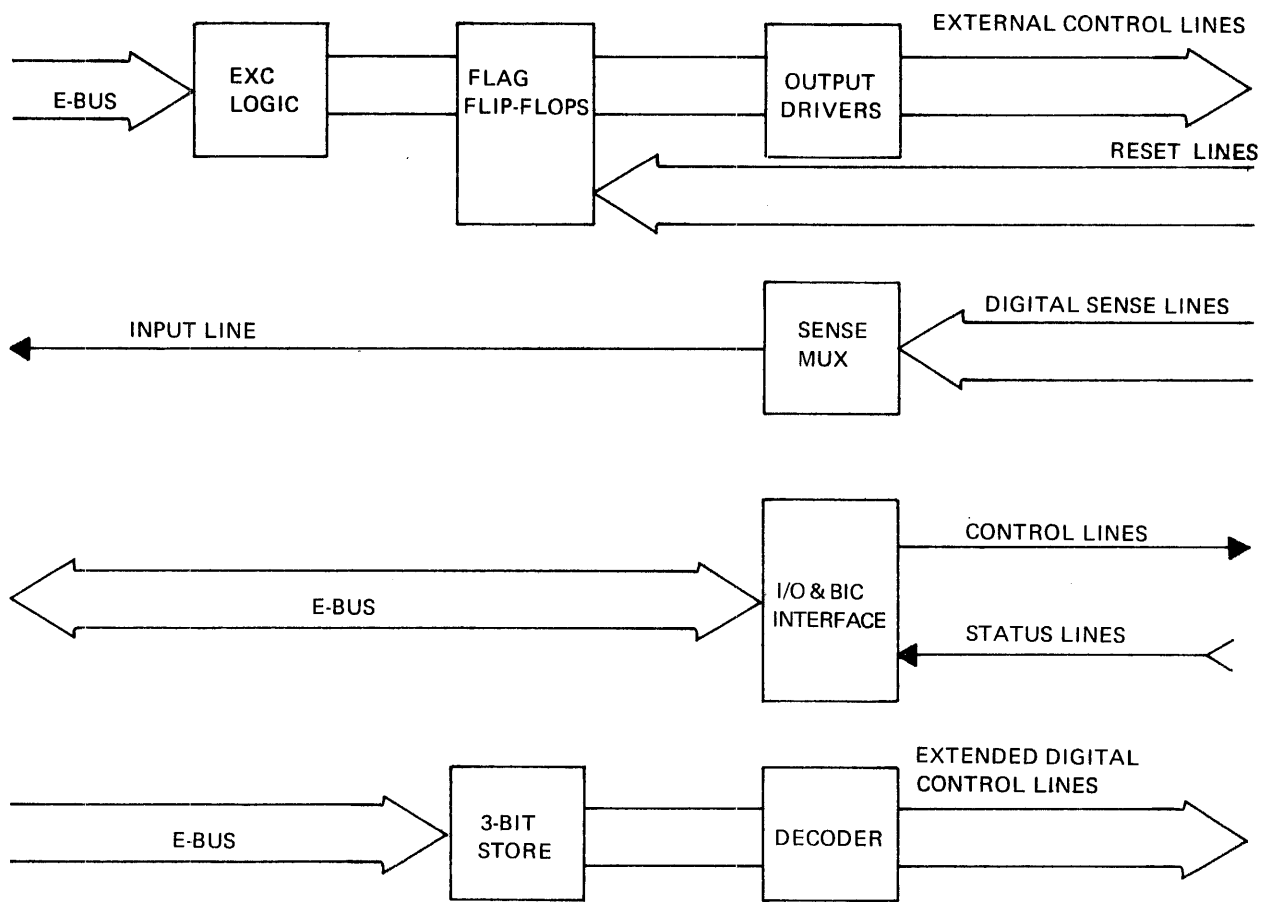 EXTERNAL CONTROL LINES
E-BUS
EXC
LOGIC
FLAG
FLIP-FLOPS
OUTPUT
DRIVERS
RESET LINES
INPUT LINE
SENSE
MUX
DIGITAL SENSE LINES
E-BUS
I/O & BIC
INTERFACE
CONTROL LINES
STATUS LINES
E-BUS
3-BIT
STORE
DECODER
EXTENDED DIGITAL
CONTROL LINES